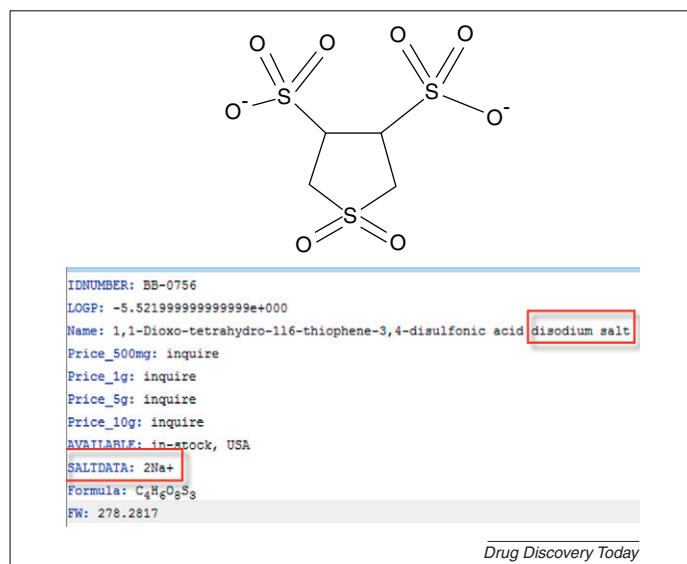 O O O O
O⁻ S S O⁻
S
O O
IDNUMBER: BB-0756
LOGP: -5.521999999999999e+000
Name: 1,1-Dioxo-tetrahydro-1l6-thiophene-3,4-disulfonic acid disodium salt
Price_500mg: inquire
Price_1g: inquire
Price_5g: inquire
Price_10g: inquire
AVAILABLE: in-stock, USA
SALTDATA: 2Na+
Formula: C₄H₆O₈S₃
FW: 278.2817
Drug Discovery Today